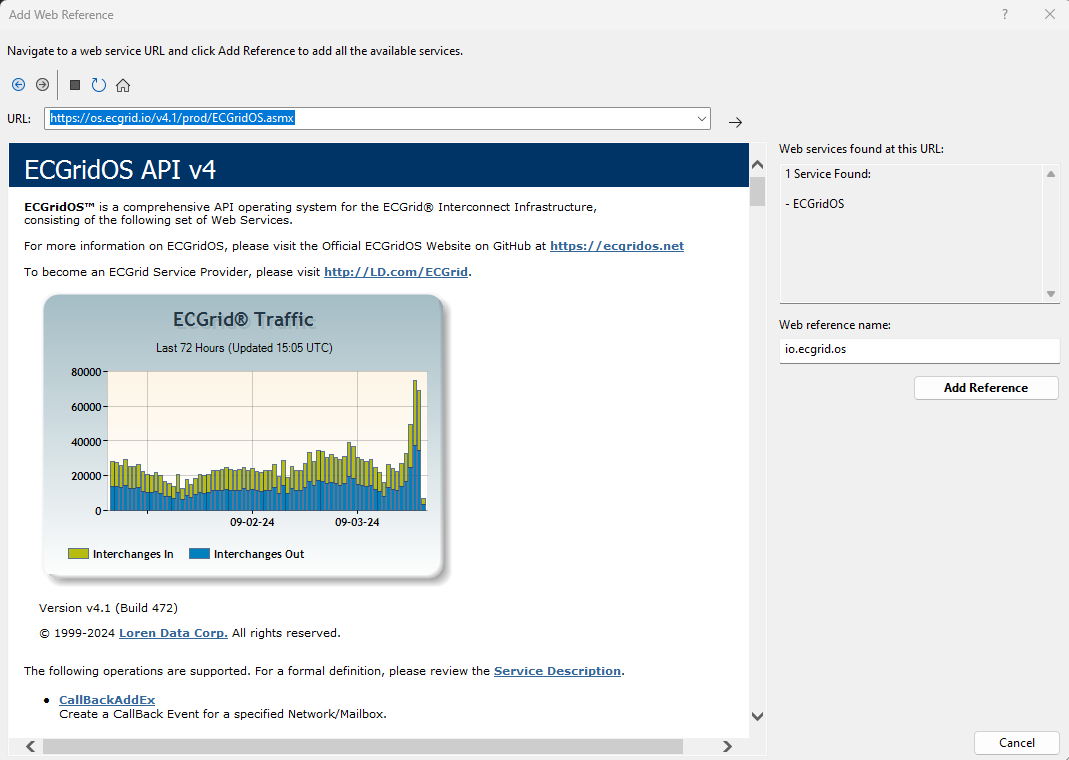 Add Web Reference
?
Navigate to a web service URL and click Add Reference to add all the available services.
URL:
https://os.ecgrid.io/v4.1/prod/ECGridOS.asmx
ECGridOS API v4
ECGridOS™ is a comprehensive API operating system for the ECGrid® Interconnect Infrastructure,
consisting of the following set of Web Services.
For more information on ECGridOS, please visit the Official ECGridOS Website on GitHub at https://ecgridos.net
To become an ECGrid Service Provider, please visit http://LD.com/ECGrid.
ECGrid® Traffic
Last 72 Hours (Updated 15:05 UTC)
80000
60000
40000
20000
0
09-02-24
09-03-24
Interchanges In
Interchanges Out
Version v4.1 (Build 472)
© 1999-2024 Loren Data Corp. All rights reserved.
The following operations are supported. For a formal definition, please review the Service Description.
• CallBackAddEx
Create a CallBack Event for a specified Network/Mailbox.
Web services found at this URL:
1 Service Found:
- ECGridOS
Web reference name:
io.ecgrid.os
Add Reference
Cancel